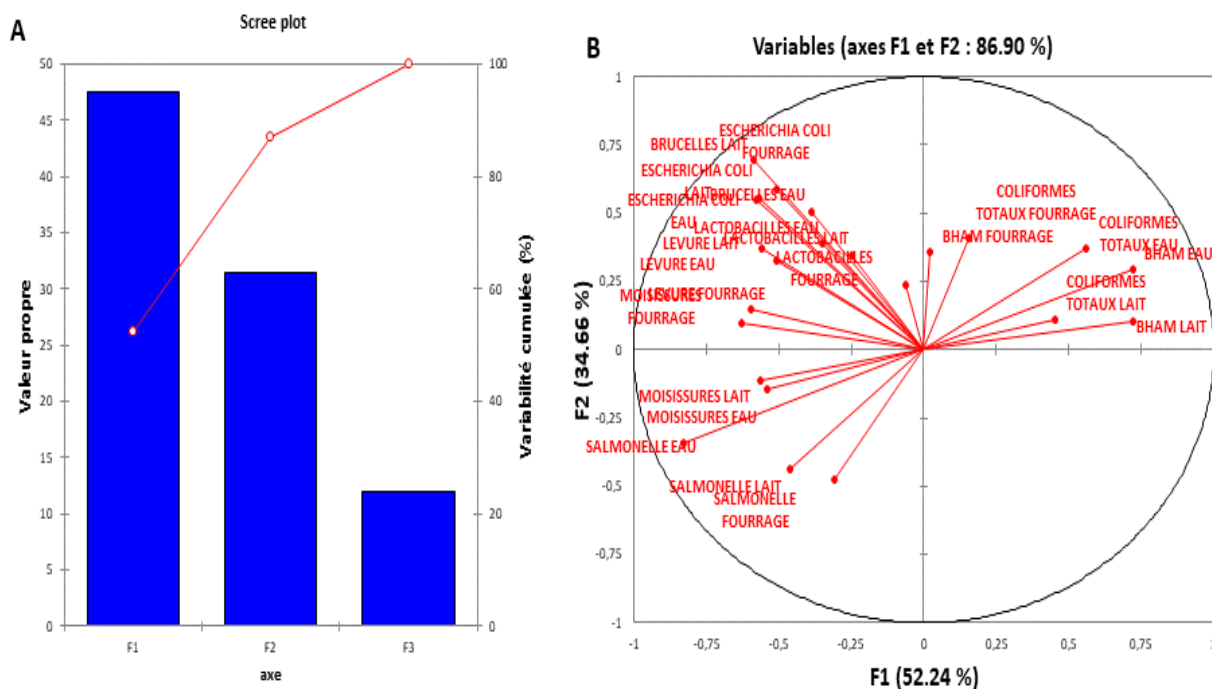 A
Scree plot
50
45
40
35
30
25
20
15
10
5
0
Valeur propre
100
80
60
40
20
0
Variabilité cumulée (%)
F1
F2
F3
axe
B
Variables (axes F1 et F2 : 86.90 %)
1
0,75
0,5
0,25
0
-0,25
-0,5
-0,75
-1
F2 (34.66 %)
ESCHERICHIA COLI
FOURRAGE
BRUCELLES LAIT
ESCHERICHIA COLI
LAIT
BRUCELLES EAU
ESCHERICHIA COLI
EAU
LACTOBACILLES EAU
LEVURE LAIT
LACTOBACILLES LAIT
LACTOBACILLES
FOURRAGE
LEVURE EAU
LEVURE FOURRAGE
MOISISSURES
FOURRAGE
COLIFORMES
TOTAUX FOURRAGE
BHAM FOURRAGE
COLIFORMES
TOTAUX EAU
BHAM EAU
COLIFORMES
TOTAUX LAIT
BHAM LAIT
MOISISSURES LAIT
MOISISSURES EAU
SALMONELLE EAU
SALMONELLE LAIT
SALMONELLE
FOURRAGE
-1
-0,75
-0,5
-0,25
0
0,25
0,5
0,75
1
F1 (52.24 %)